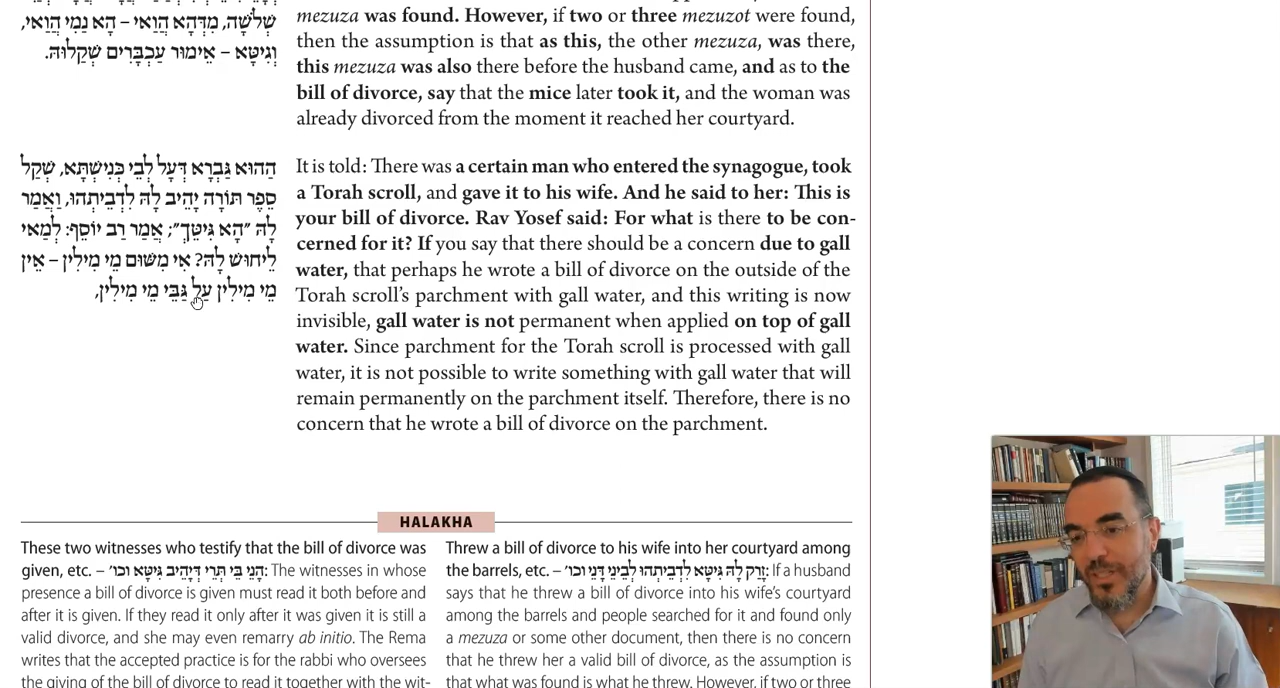 שְׁלֹשָׁה, מִדְּהָא הֲוַאי – הָא נַמִי הֲוַאי,
וְגִיטָּא – אֵימוּר עַכְבָּרִים שְׁקַלוּהּ.
mezuza was found. However, if two or three mezuzot were found,
then the assumption is that as this, the other mezuza, was there,
this mezuza was also there before the husband came, and as to the
bill of divorce, say that the mice later took it, and the woman was
already divorced from the moment it reached her courtyard.
הַהוּא גַּבְרָא דְּעָל לְבֵי כְּנִישְׁתָּא, שְׁקַל
סֵפֶר תּוֹרָה יָהֵיב לָהּ לִדְבֵיתְהוּ, וַאֲמַר
לָהּ ״הָא גִּיטֵּךְ״; אֲמַר רַב יוֹסֵף: לְמַאי
לֵיחוּשׁ לָהּ? אִי מִשּׁוּם מֵי מִילִין – אֵין
מֵי מִילִין עַל גַּבֵּי מֵי מִילִין,
It is told: There was a certain man who entered the synagogue, took
a Torah scroll, and gave it to his wife. And he said to her: This is
your bill of divorce. Rav Yosef said: For what is there to be con-
cerned for it? If you say that there should be a concern due to gall
water, that perhaps he wrote a bill of divorce on the outside of the
Torah scroll’s parchment with gall water, and this writing is now
invisible, gall water is not permanent when applied on top of gall
water. Since parchment for the Torah scroll is processed with gall
water, it is not possible to write something with gall water that will
remain permanently on the parchment itself. Therefore, there is no
concern that he wrote a bill of divorce on the parchment.
HALAKHA
These two witnesses who testify that the bill of divorce was
given, etc. – הָנֵי בֵּי תְּרֵי דְּיָהֵיב גִּיטָּא וכו׳: The witnesses in whose
presence a bill of divorce is given must read it both before and
after it is given. If they read it only after it was given it is still a
valid divorce, and she may even remarry ab initio. The Rema
writes that the accepted practice is for the rabbi who oversees
the giving of the bill of divorce to read it together with the wit-
Threw a bill of divorce to his wife into her courtyard among
the barrels, etc. – זְרַק לָהּ גִּיטָּא לִדְבֵיתְהוּ לְבֵינֵי דַּנֵּי וכו׳: If a husband
says that he threw a bill of divorce into his wife’s courtyard
among the barrels and people searched for it and found only
a mezuza or some other document, then there is no concern
that he threw her a valid bill of divorce, as the assumption is
that what was found is what he threw. However, if two or three